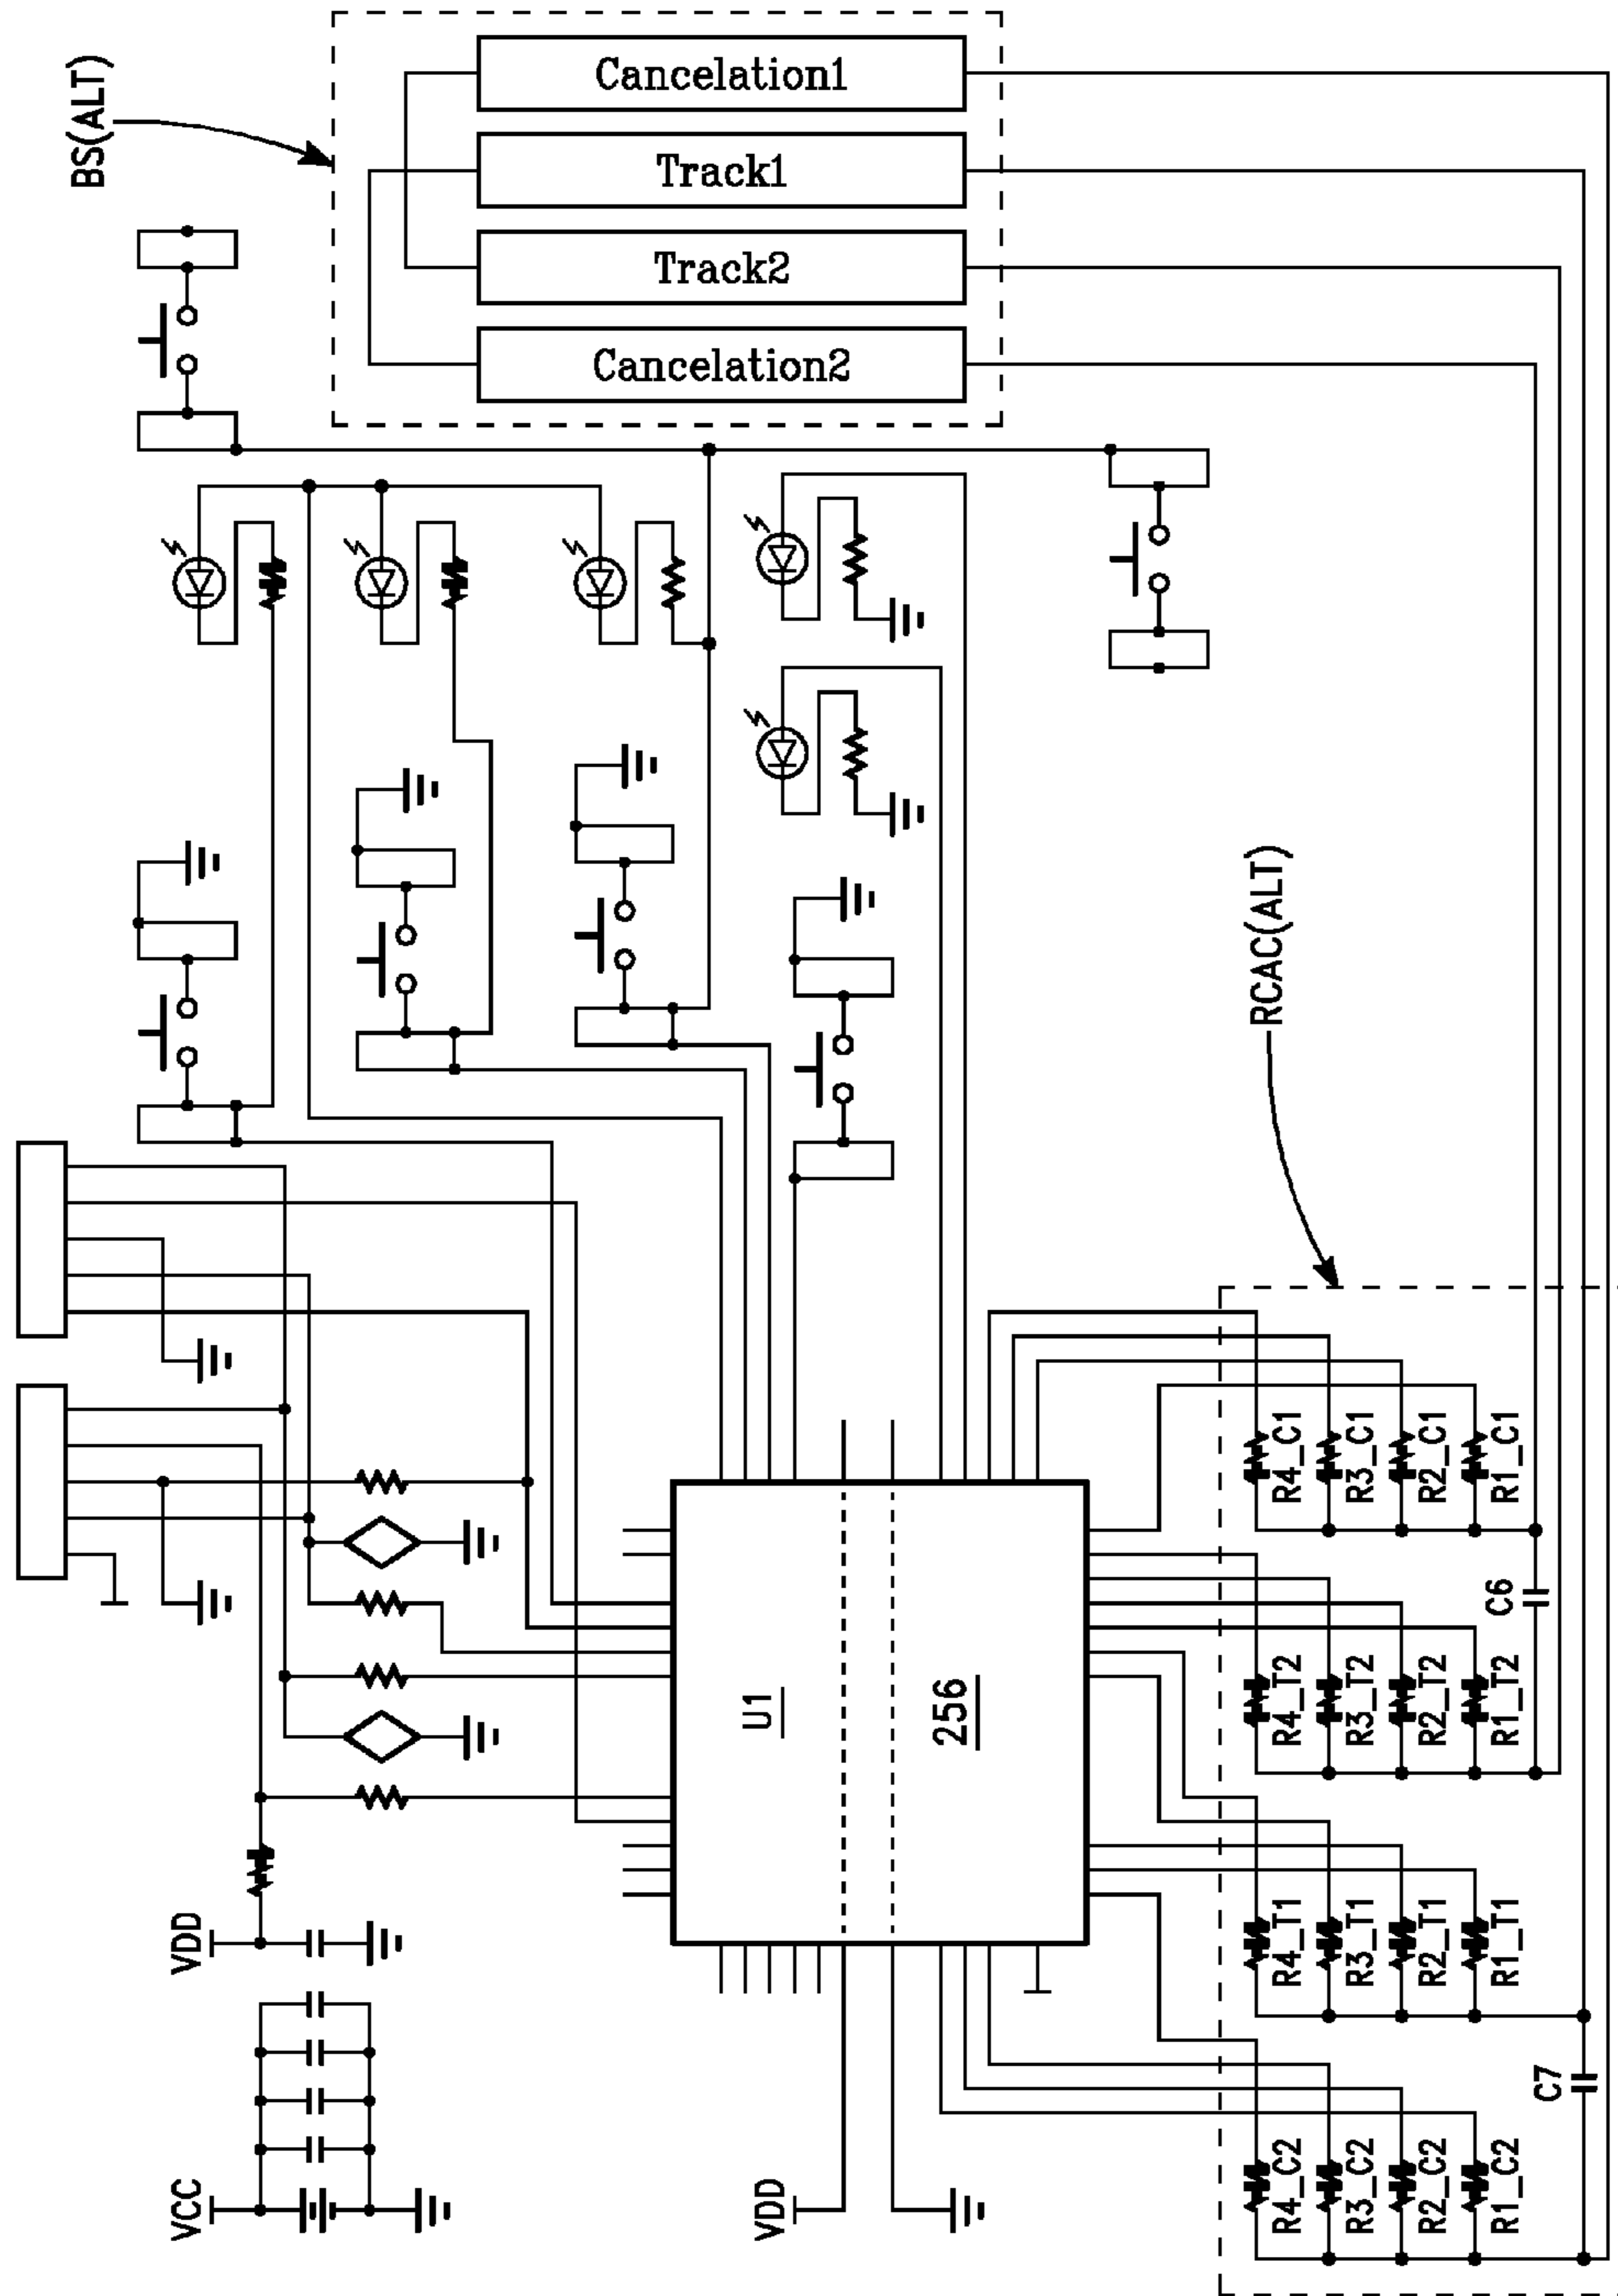 BS(ALT)
Cancelation1
Track1
Track2
Cancelation2
RCAC(ALT)
U1
256
VDD
VCC
VDD
R4_C1
R3_C1
R2_C1
R1_C1
C6
R4_T2
R3_T2
R2_T2
R1_T2
R4_T1
R3_T1
R2_T1
R1_T1
C7
R4_C2
R3_C2
R2_C2
R1_C2